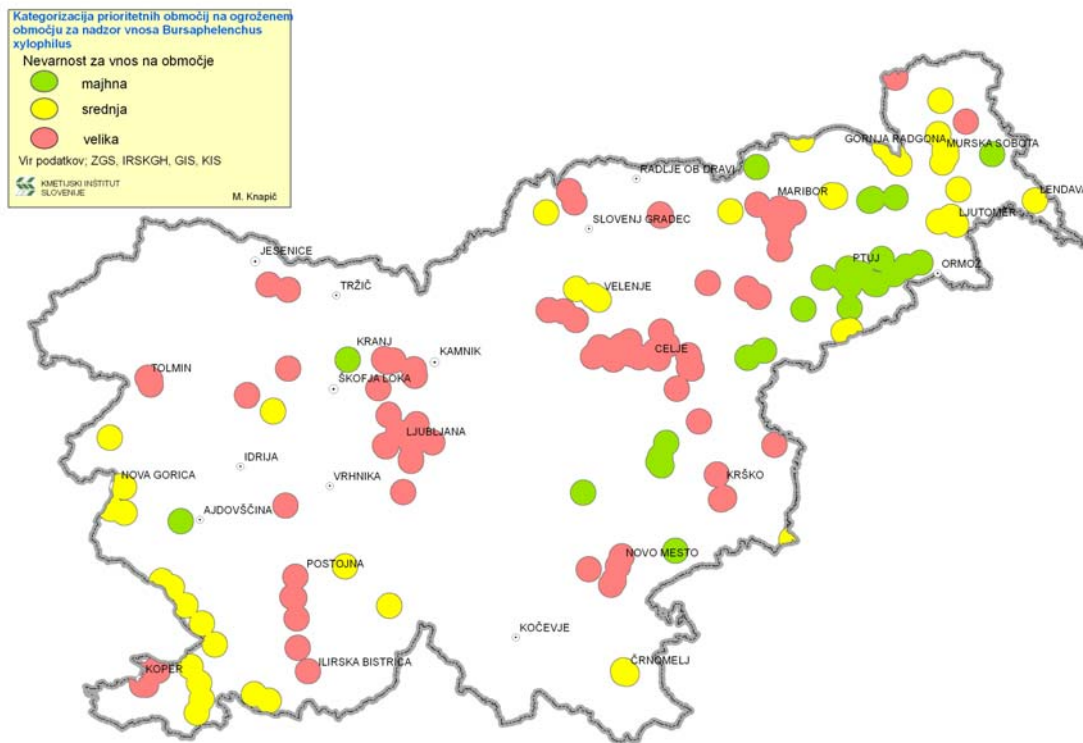 Kategorizacija prioritetnih območij na ogroženem
območju za nadzor vnosa Bursaphelenchus
xylophilus
Nevarnost za vnos na območje
majhna
srednja
velika
Vir podatkov; ZGS, IRSKGH, GIS, KIS
KMETIJSKI INŠTITUT
SLOVENIJE
M. Knapič
GORNJA RADGONA
MURSKA SOBOTA
RADLJE OB DRAVI
MARIBOR
LENDAVA
SLOVENJ GRADEC
LJUTOMER
JESENICE
PTUJ
ORMOŽ
TRŽIČ
VELENJE
KRANJ
CELJE
KAMNIK
TOLMIN
ŠKOFJA LOKA
LJUBLJANA
IDRIJA
NOVA GORICA
KRŠKO
VRHNIKA
AJDOVŠČINA
NOVO MESTO
POSTOJNA
KOČEVJE
ILIRSKA BISTRICA
ČRNOMELJ
KOPER